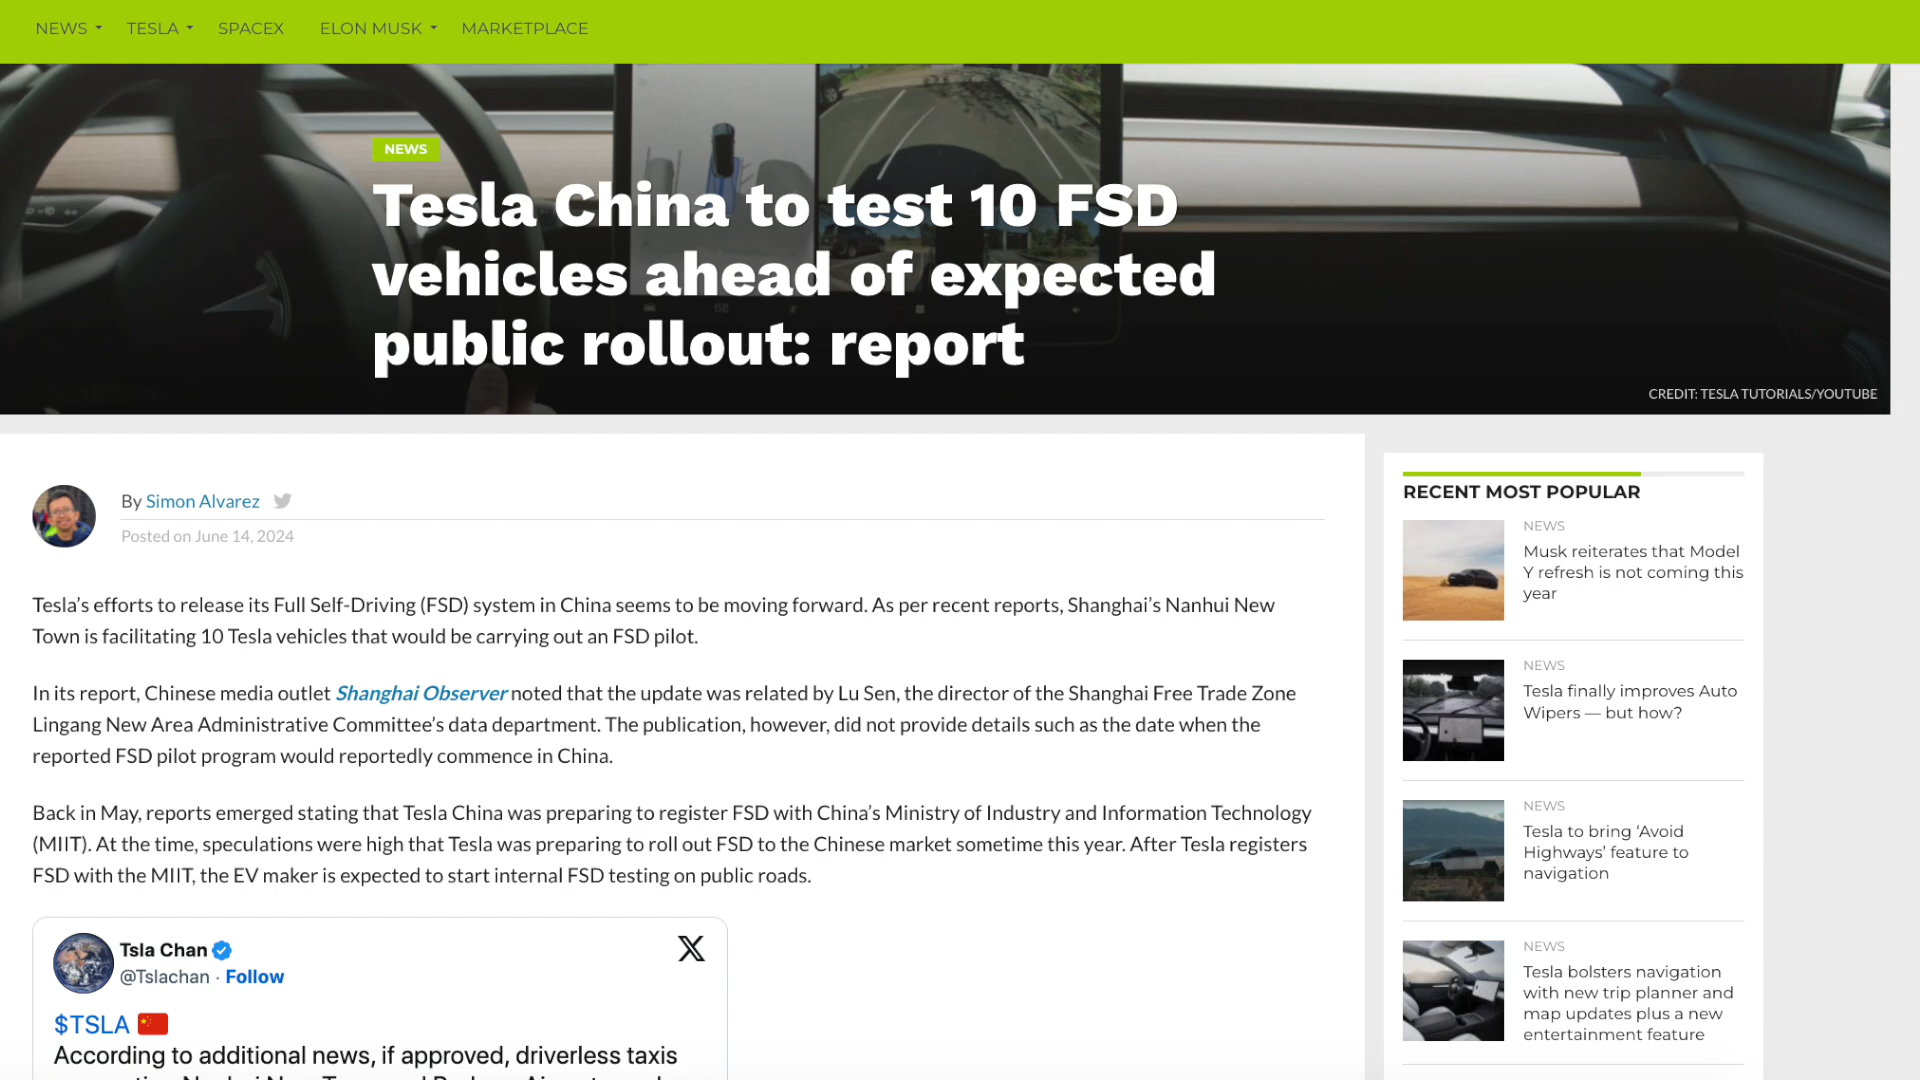 NEWS TESLA SPACEX ELON MUSK MARKETPLACE
NEWS
Tesla China to test 10 FSD
vehicles ahead of expected
public rollout: report
CREDIT: TESLA TUTORIALS/YOUTUBE
By Simon Alvarez
Posted on June 14, 2024
Tesla’s efforts to release its Full Self-Driving (FSD) system in China seems to be moving forward. As per recent reports, Shanghai’s Nanhui New
Town is facilitating 10 Tesla vehicles that would be carrying out an FSD pilot.
In its report, Chinese media outlet Shanghai Observer noted that the update was related by Lu Sen, the director of the Shanghai Free Trade Zone
Lingang New Area Administrative Committee’s data department. The publication, however, did not provide details such as the date when the
reported FSD pilot program would reportedly commence in China.
Back in May, reports emerged stating that Tesla China was preparing to register FSD with China’s Ministry of Industry and Information Technology
(MIIT). At the time, speculations were high that Tesla was preparing to roll out FSD to the Chinese market sometime this year. After Tesla registers
FSD with the MIIT, the EV maker is expected to start internal FSD testing on public roads.
Tsla Chan
@Tslachan · Follow
$TSLA
According to additional news, if approved, driverless taxis
RECENT MOST POPULAR
NEWS
Musk reiterates that Model
Y refresh is not coming this
year
NEWS
Tesla finally improves Auto
Wipers — but how?
NEWS
Tesla to bring ‘Avoid
Highways’ feature to
navigation
NEWS
Tesla bolsters navigation
with new trip planner and
map updates plus a new
entertainment feature